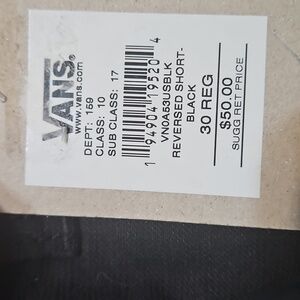 VANS®
www.vans.com
DEPT: 159
CLASS: 10
SUB CLASS: 17
1 94904 19520 4
VN0A53USBLK
REVERSED SHORT-
BLACK
30 REG
$50.00
SUGG RET PRICE